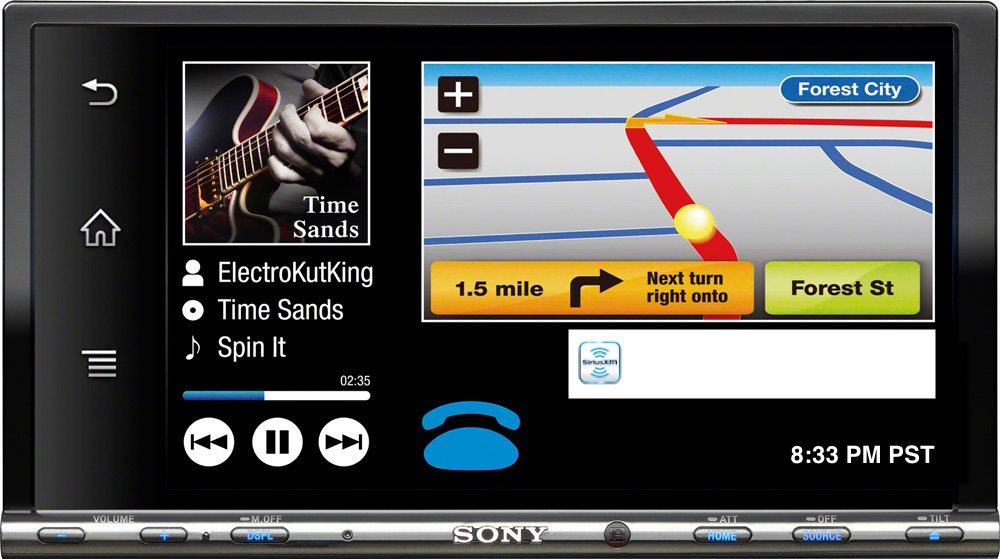 Time
Sands
ElectroKutKing
Time Sands
Spin It
02:35
Forest City
1.5 mile
Next turn
right onto
Forest St
SiriusXM
8:33 PM PST
VOLUME
M.OFF
DSPL
SONY
ATT
HOME
OFF
SOURCE
TILT